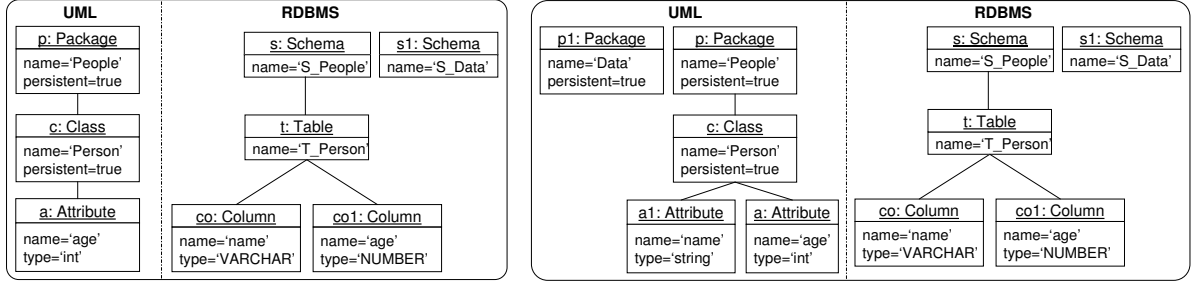 UML
RDBMS
p: Package
name=‘People’
persistent=true
s: Schema
name=‘S_People’
s1: Schema
name=‘S_Data’
c: Class
name=‘Person’
persistent=true
t: Table
name=‘T_Person’
a: Attribute
name=‘age’
type=‘int’
co: Column
name=‘name’
type=‘VARCHAR’
co1: Column
name=‘age’
type=‘NUMBER’
UML
RDBMS
p1: Package
name=‘Data’
persistent=true
p: Package
name=‘People’
persistent=true
s: Schema
name=‘S_People’
s1: Schema
name=‘S_Data’
c: Class
name=‘Person’
persistent=true
t: Table
name=‘T_Person’
a1: Attribute
name=‘name’
type=‘string’
a: Attribute
name=‘age’
type=‘int’
co: Column
name=‘name’
type=‘VARCHAR’
co1: Column
name=‘age’
type=‘NUMBER’